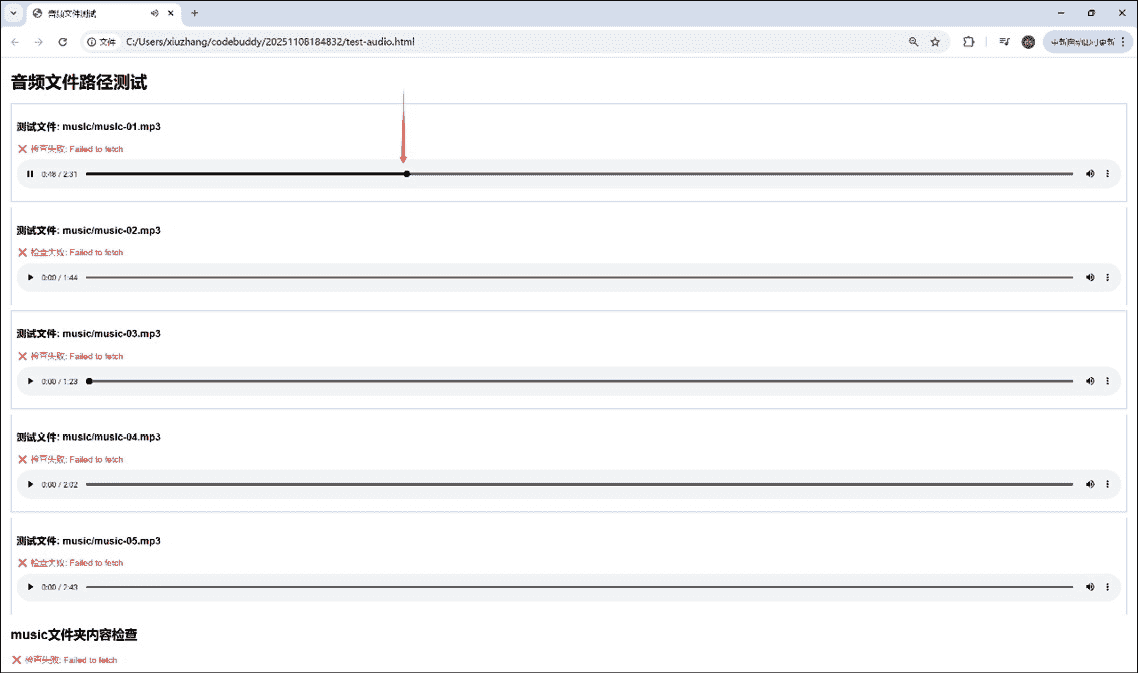 音频文件测试
文件 C:/Users/xiuzhang/codebuddy/20251108184832/test-audio.html
音频文件路径测试
测试文件: music/music-01.mp3
检查失败: Failed to fetch
0:48 / 2:31
测试文件: music/music-02.mp3
检查失败: Failed to fetch
0:00 / 1:44
测试文件: music/music-03.mp3
检查失败: Failed to fetch
0:00 / 1:23
测试文件: music/music-04.mp3
检查失败: Failed to fetch
0:00 / 2:02
测试文件: music/music-05.mp3
检查失败: Failed to fetch
0:00 / 2:43
music文件夹内容检查
检查失败: Failed to fetch